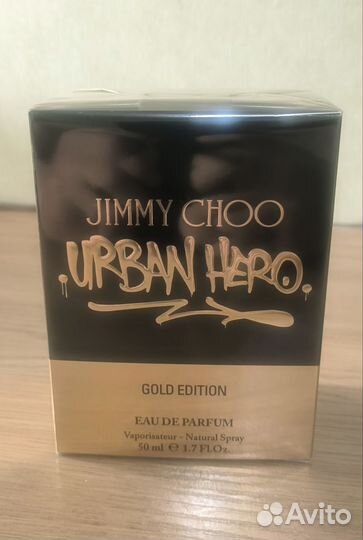 JIMMY CHOO
URBAN HERO
GOLD EDITION
EAU DE PARFUM
Vaporisateur - Natural Spray
50 ml ℮ 1.7 Fl.Oz.
Avito